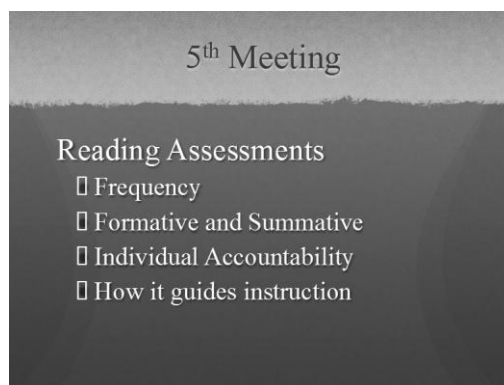 5th Meeting
Reading Assessments
Frequency
Formative and Summative
Individual Accountability
How it guides instruction